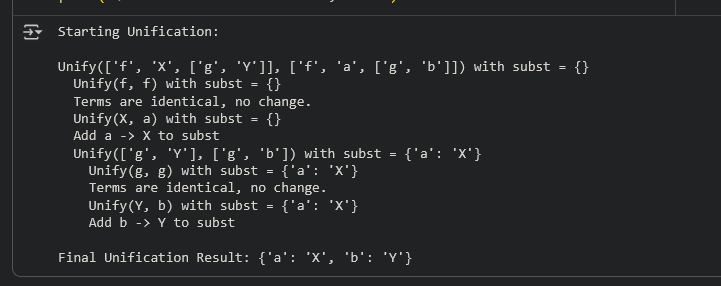 Starting Unification:
Unify(['f', 'X', ['g', 'Y']], ['f', 'a', ['g', 'b']]) with subst = {}
Unify(f, f) with subst = {}
Terms are identical, no change.
Unify(X, a) with subst = {}
Add a -> X to subst
Unify(['g', 'Y'], ['g', 'b']) with subst = {'a': 'X'}
Unify(g, g) with subst = {'a': 'X'}
Terms are identical, no change.
Unify(Y, b) with subst = {'a': 'X'}
Add b -> Y to subst
Final Unification Result: {'a': 'X', 'b': 'Y'}